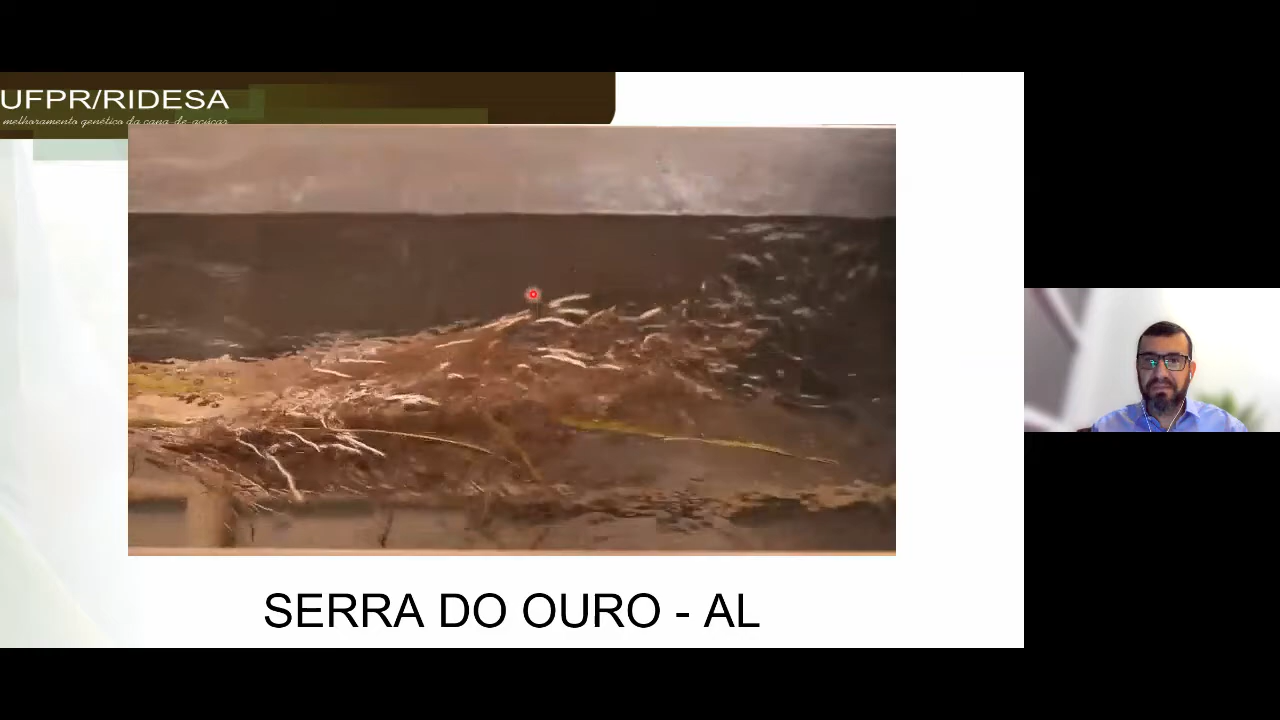 UFPR/RIDESA
melhoramento genético da cana-de-açúcar
SERRA DO OURO - AL